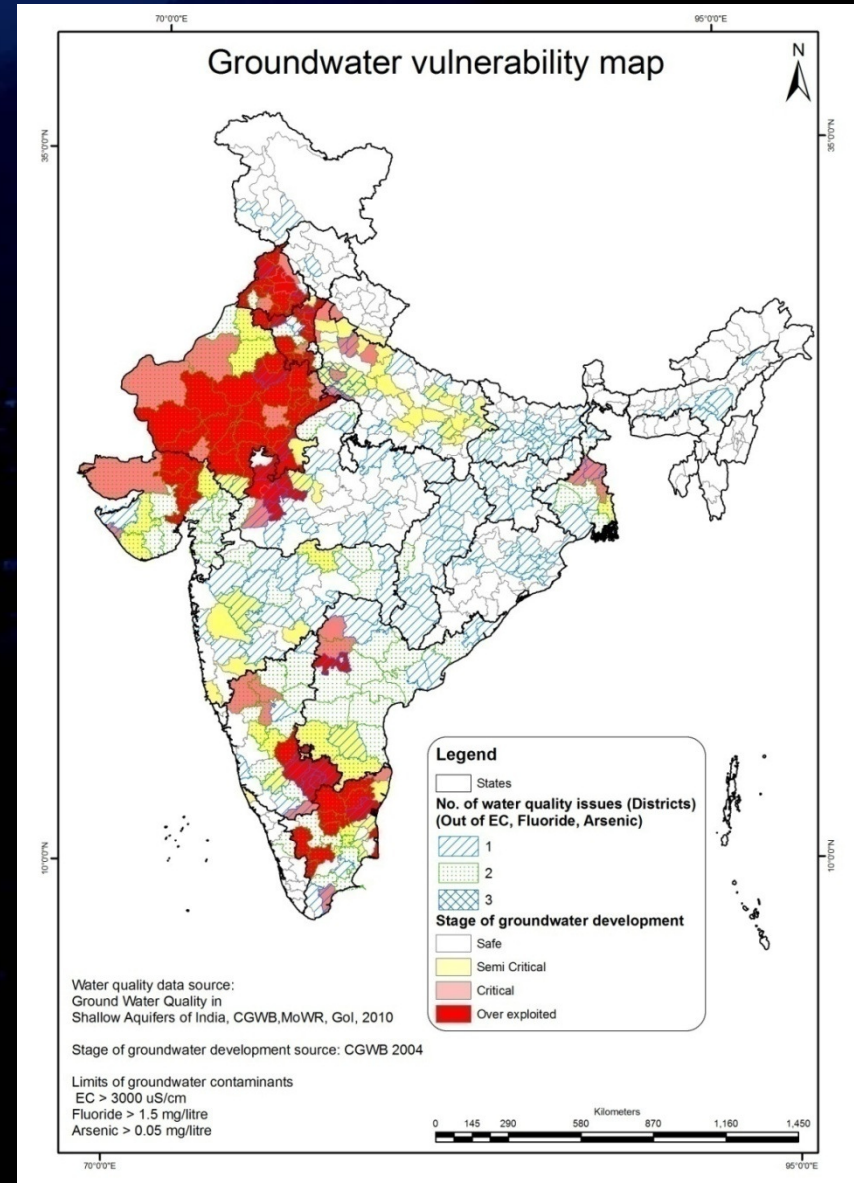 70°0'0"E
95°0'0"E
Groundwater vulnerability map
N
35°0'0"N
35°0'0"N
Legend
States
No. of water quality issues (Districts)
(Out of EC, Fluoride, Arsenic)
1
2
3
Stage of groundwater development
Safe
Semi Critical
Critical
Over exploited
10°0'0"N
10°0'0"N
Water quality data source:
Ground Water Quality in
Shallow Aquifers of India, CGWB,MoWR, GoI, 2010
Stage of groundwater development source: CGWB 2004
Limits of groundwater contaminants
EC > 3000 uS/cm
Fluoride > 1.5 mg/litre
Arsenic > 0.05 mg/litre
Kilometers
0 145 290 580 870 1,160 1,450
70°0'0"E
95°0'0"E